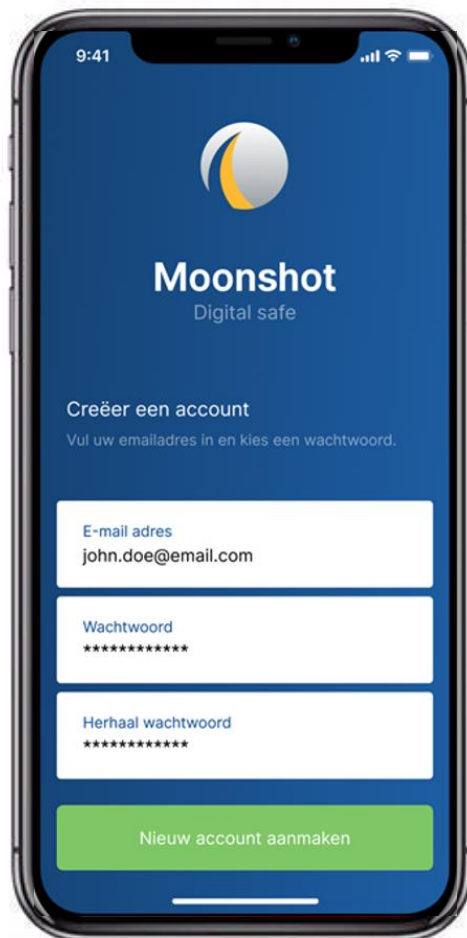 9:41
Moonshot
Digital safe
Creëer een account
Vul uw emailadres in en kies een wachtwoord.
E-mail adres
john.doe@email.com
Wachtwoord
************
Herhaal wachtwoord
************
Nieuw account aanmaken